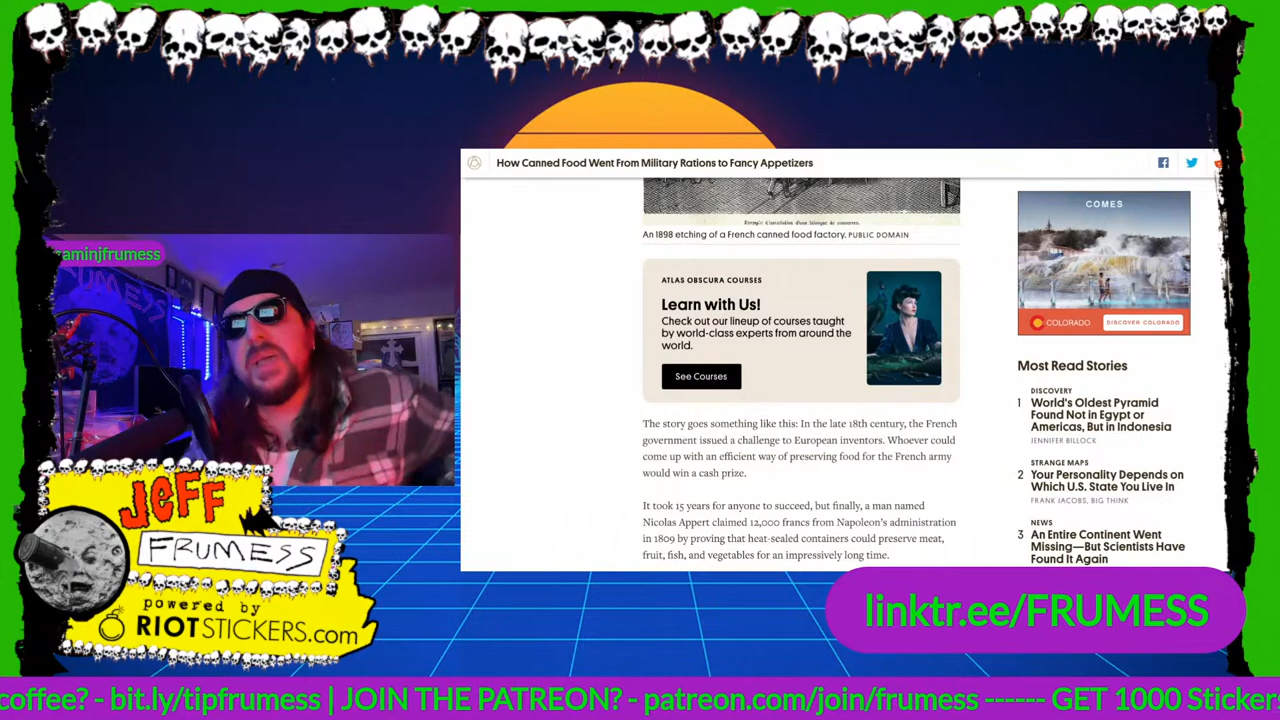 How Canned Food Went From Military Rations to Fancy Appetizers
An 1898 etching of a French canned food factory. PUBLIC DOMAIN
ATLAS OBSCURA COURSES
Learn with Us!
Check out our lineup of courses taught
by world-class experts from around the
world.
See Courses
The story goes something like this: In the late 18th century, the French
government issued a challenge to European inventors. Whoever could
come up with an efficient way of preserving food for the French army
would win a cash prize.
It took 15 years for anyone to succeed, but finally, a man named
Nicolas Appert claimed 12,000 francs from Napoleon's administration
in 1809 by proving that heat-sealed containers could preserve meat,
fruit, fish, and vegetables for an impressively long time.
COMES
COLORADO
DISCOVER COLORADO
Most Read Stories
DISCOVERY
1 World's Oldest Pyramid
Found Not in Egypt or
Americas, But in Indonesia
JENNIFER BILLOCK
STRANGE MAPS
2 Your Personality Depends on
Which U.S. State You Live In
FRANK JACOBS, BIG THINK
NEWS
3 An Entire Continent Went
Missing—But Scientists Have
Found It Again
aminjfrumess
JEFF
FRUMESS
powered by
RIOTSTICKERS.com
linktr.ee/FRUMESS
coffee? - bit.ly/tipfrumess | JOIN THE PATREON? - patreon.com/join/frumess ------ GET 1000 Stickers